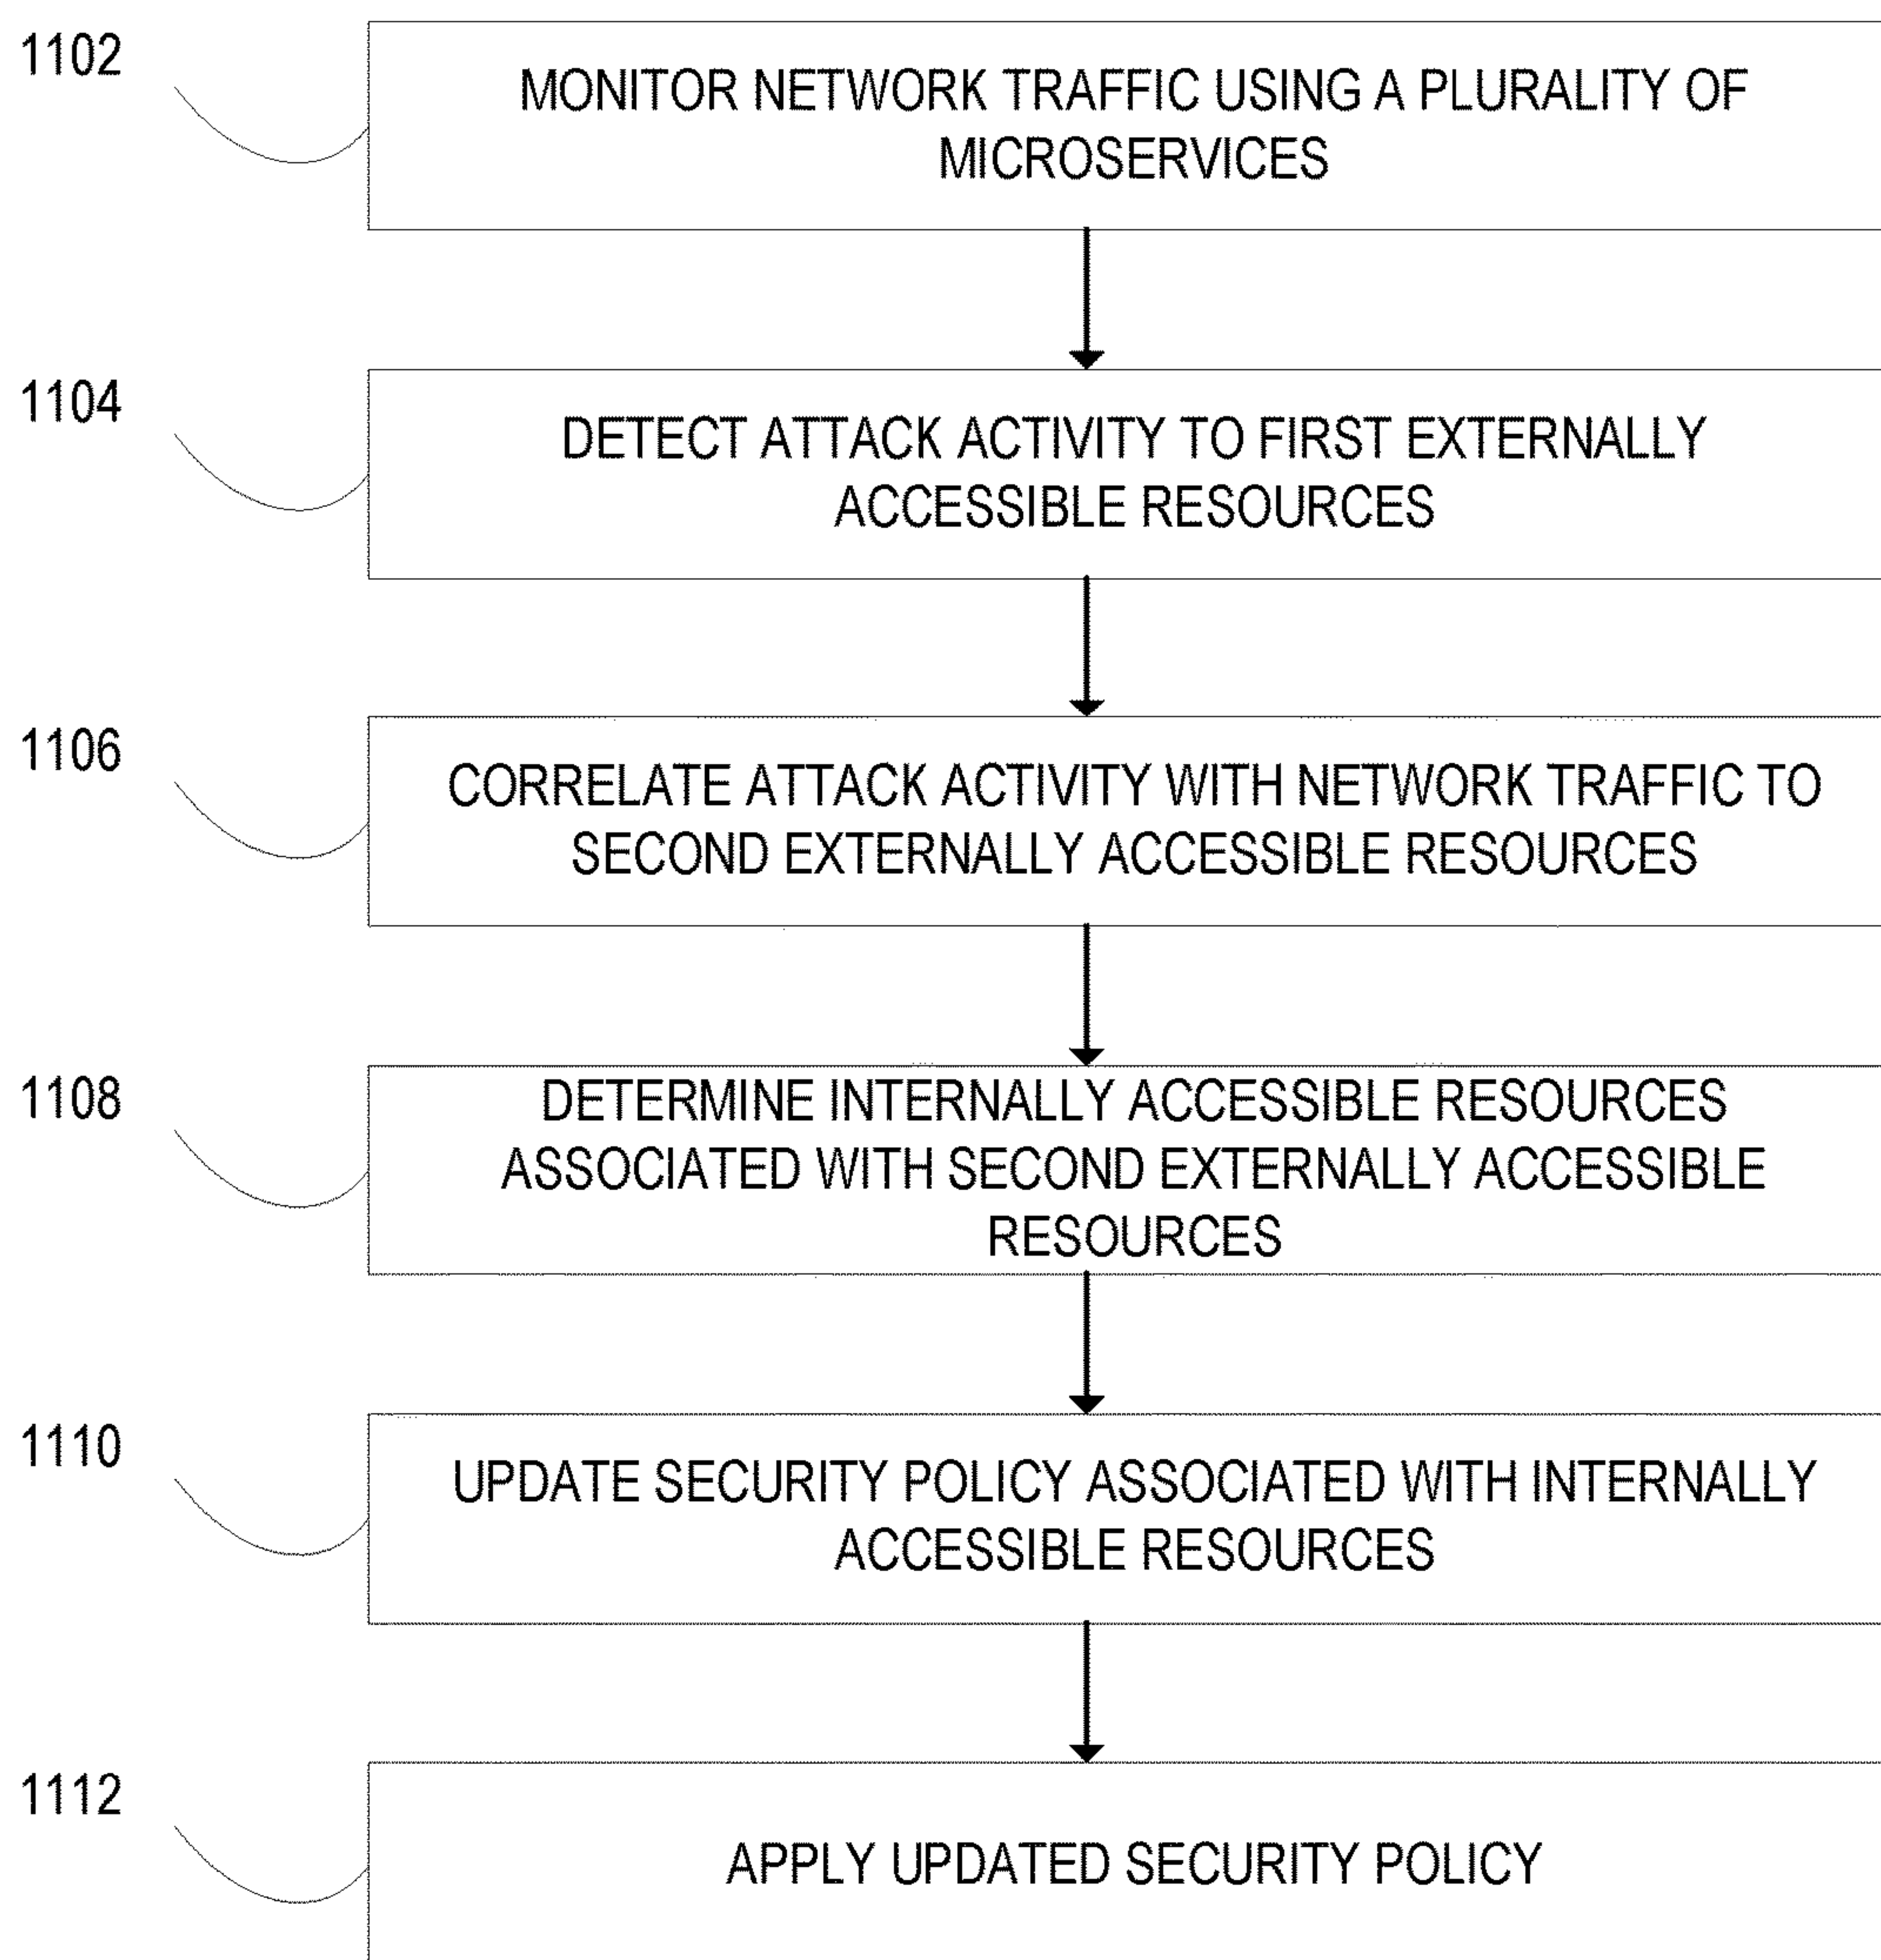 1102
MONITOR NETWORK TRAFFIC USING A PLURALITY OF
MICROSERVICES
1104
DETECT ATTACK ACTIVITY TO FIRST EXTERNALLY
ACCESSIBLE RESOURCES
1106
CORRELATE ATTACK ACTIVITY WITH NETWORK TRAFFIC TO
SECOND EXTERNALLY ACCESSIBLE RESOURCES
1108
DETERMINE INTERNALLY ACCESSIBLE RESOURCES
ASSOCIATED WITH SECOND EXTERNALLY ACCESSIBLE
RESOURCES
1110
UPDATE SECURITY POLICY ASSOCIATED WITH INTERNALLY
ACCESSIBLE RESOURCES
1112
APPLY UPDATED SECURITY POLICY